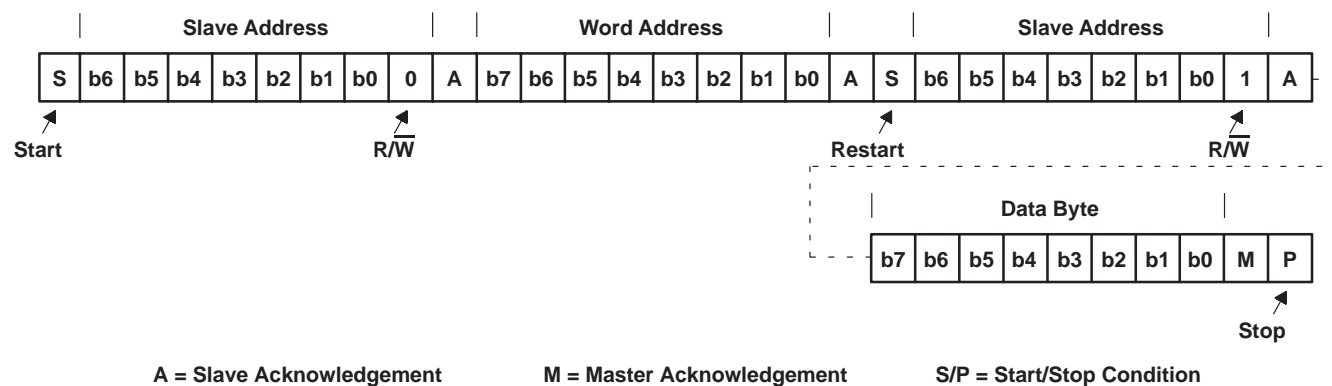 Slave Address Word Address Slave Address
S b6 b5 b4 b3 b2 b1 b0 0 A b7 b6 b5 b4 b3 b2 b1 b0 A S b6 b5 b4 b3 b2 b1 b0 1 A
Start R/W̅ Restart R/W̅
Data Byte
b7 b6 b5 b4 b3 b2 b1 b0 M P
Stop
A = Slave Acknowledgement M = Master Acknowledgement S/P = Start/Stop Condition